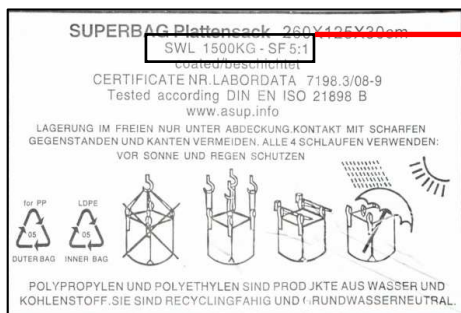 SUPERBAG Plattensack 260X125X30cm
SWL 1500KG - SF 5:1
coated/beschichtet
CERTIFICATE NR.LABORDATA 7198.3/08-9
Tested according DIN EN ISO 21898 B
www.asup.info
LAGERUNG IM FREIEN NUR UNTER ABDECKUNG.KONTAKT MIT SCHARFEN
GEGENSTANDEN UND KANTEN VERMEIDEN. ALLE 4 SCHLAUFEN VERWENDEN:
VOR SONNE UND REGEN SCHUTZEN
for PP LDPE
05 05
OUTER BAG INNER BAG
POLYPROPYLEN UND POLYETHYLEN SIND PROD JKTE AUS WASSER UND
KOHLENSTOFF.SIE SIND RECYCLINGFAHIG UND GRUNDWASSERNEUTRAL.